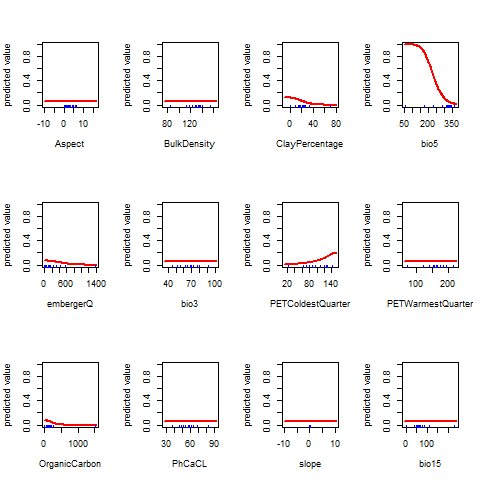 predicted value
0.0 0.4 0.8
-10 0 10
Aspect
predicted value
0.0 0.4 0.8
80 120
BulkDensity
predicted value
0.0 0.4 0.8
0 40 80
ClayPercentage
predicted value
0.0 0.4 0.8
50 200 350
bio5
predicted value
0.0 0.4 0.8
0 600 1400
embergerQ
predicted value
0.0 0.4 0.8
40 60 80 100
bio3
predicted value
0.0 0.4 0.8
20 80 140
PETColdestQuarter
predicted value
0.0 0.4 0.8
100 200
PETWarmestQuarter
predicted value
0.0 0.4 0.8
0 1000
OrganicCarbon
predicted value
0.0 0.4 0.8
30 50 70 90
PhCaCL
predicted value
0.0 0.4 0.8
-10 0 10
slope
predicted value
0.0 0.4 0.8
0 100
bio15